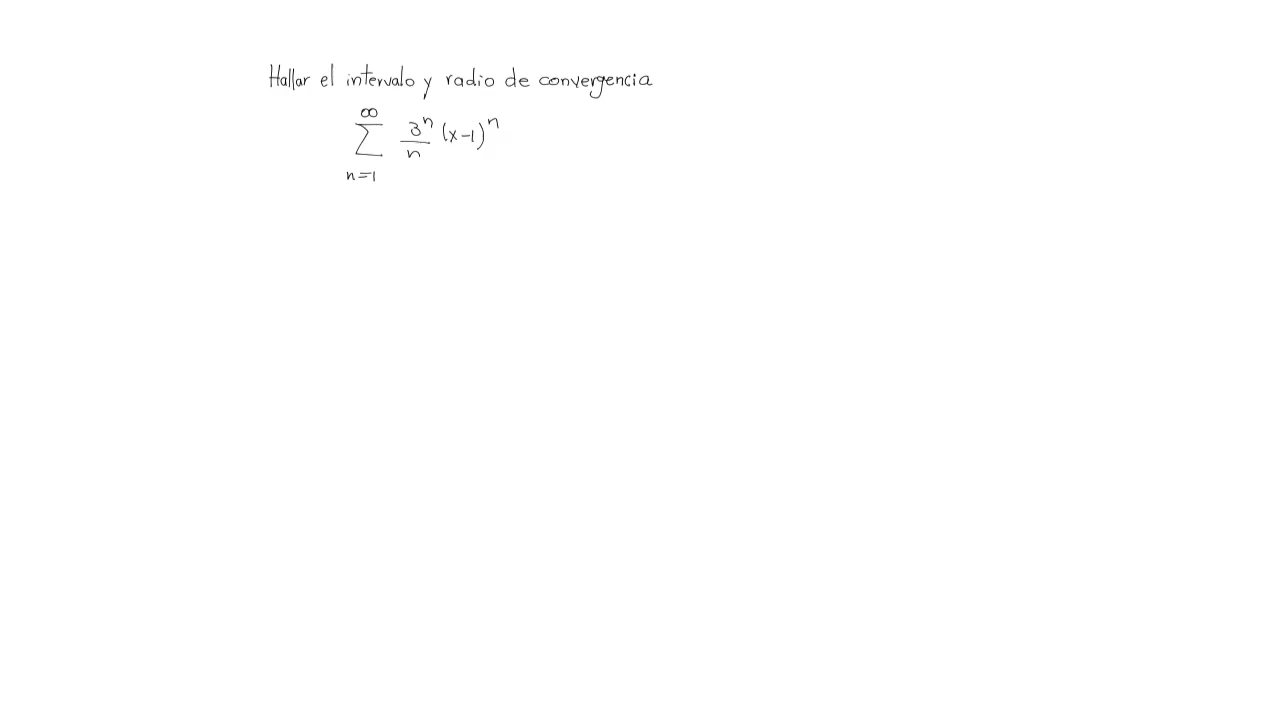 Hallar el intervalo y radio de convergencia
∞
∑ 3^n/n (x-1)^n
n=1